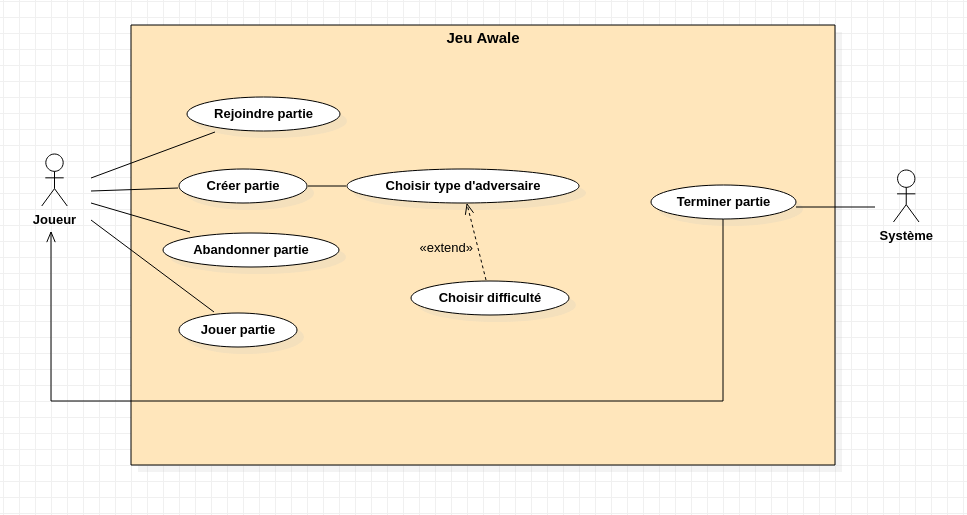 Jeu Awale
Rejoindre partie
Créer partie
Choisir type d'adversaire
Terminer partie
Joueur
Système
Abandonner partie
«extend»
Choisir difficulté
Jouer partie